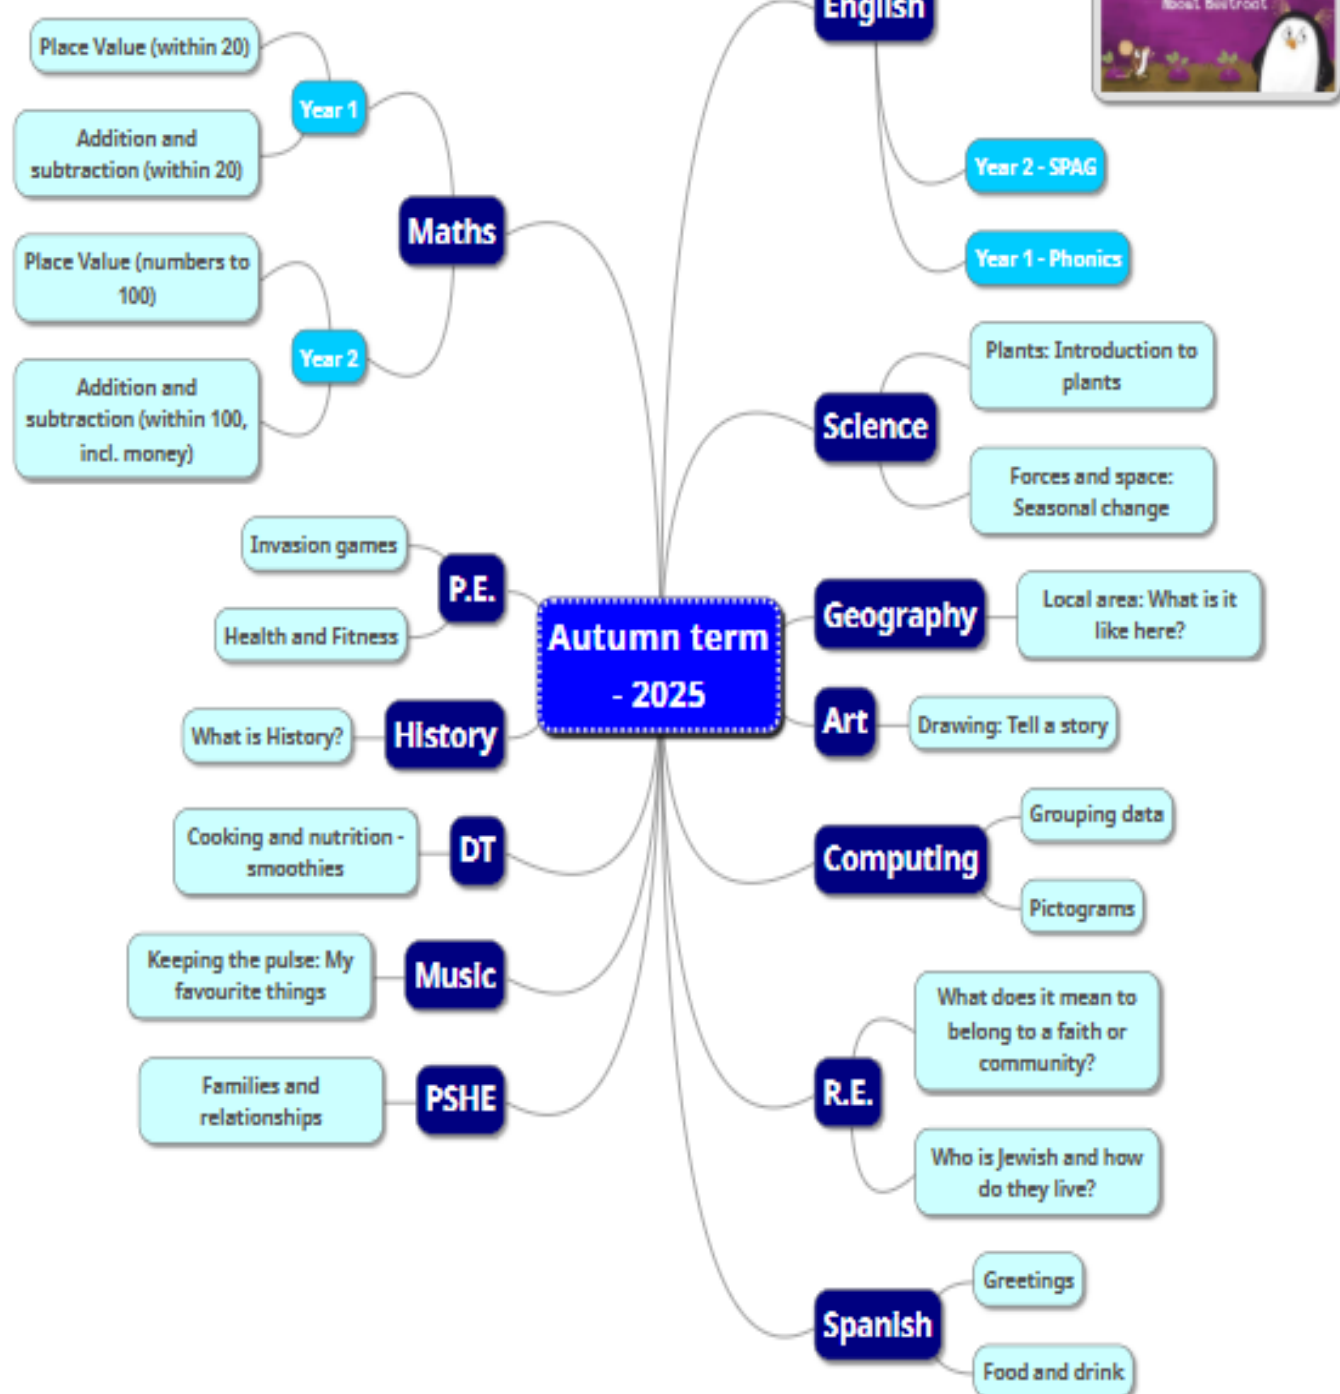 English
About Beetroot
Year 2 - SPAG
Year 1 - Phonics
Place Value (within 20)
Year 1
Addition and
subtraction (within 20)
Maths
Place Value (numbers to
100)
Year 2
Addition and
subtraction (within 100,
incl. money)
Science
Plants: Introduction to
plants
Forces and space:
Seasonal change
Invasion games
P.E.
Health and Fitness
Autumn term
- 2025
Geography
Local area: What is it
like here?
What is History?
History
Art
Drawing: Tell a story
Cooking and nutrition -
smoothies
DT
Computing
Grouping data
Pictograms
Keeping the pulse: My
favourite things
Music
R.E.
What does it mean to
belong to a faith or
community?
Who is Jewish and how
do they live?
Families and
relationships
PSHE
Spanish
Greetings
Food and drink